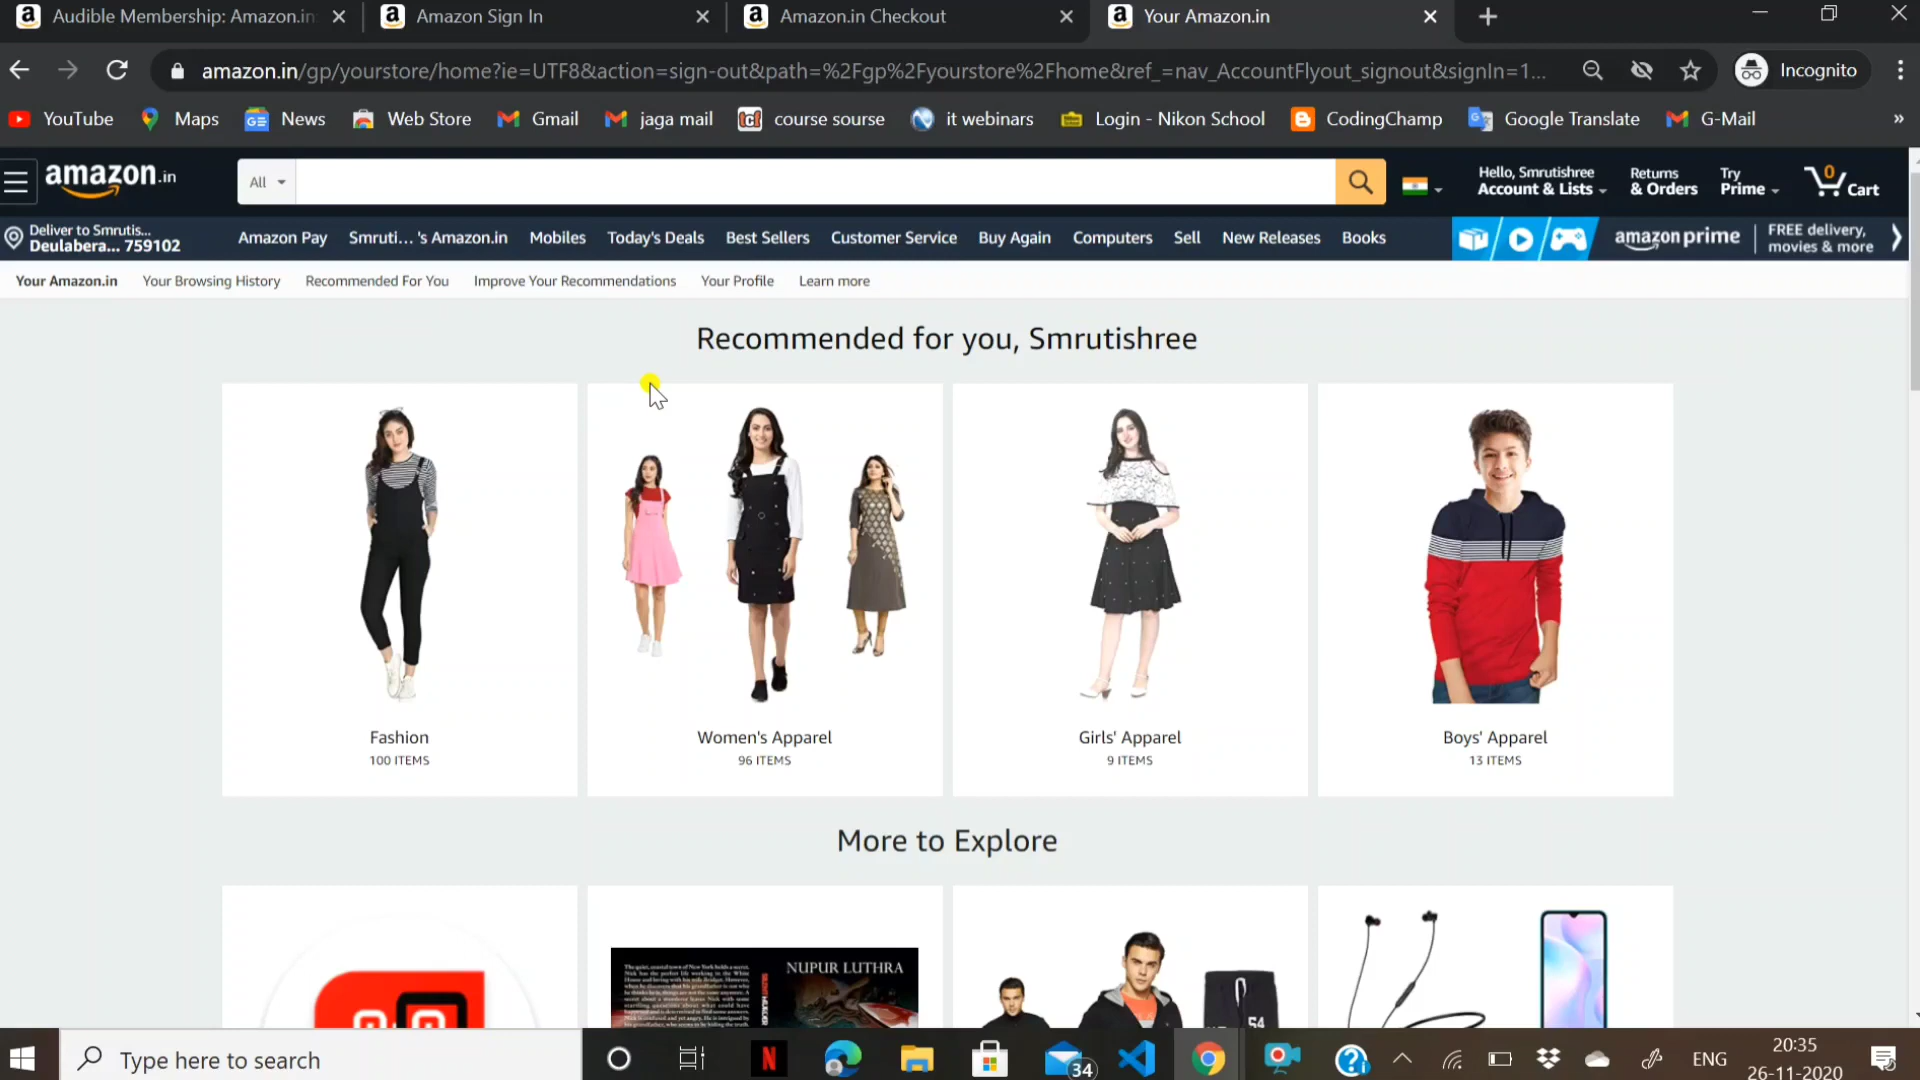 Audible Membership: Amazon.in
Amazon Sign In
Amazon.in Checkout
Your Amazon.in
amazon.in/gp/yourstore/home?ie=UTF8&action=sign-out&path=%2Fgp%2Fyourstore%2Fhome&ref_=nav_AccountFlyout_signout&signIn=1...
Incognito
YouTube
Maps
News
Web Store
Gmail
jaga mail
course sourse
it webinars
Login - Nikon School
CodingChamp
Google Translate
G-Mail
»
amazon.in
All
Hello, Smrutishree
Account & Lists
Returns
& Orders
Try
Prime
0
Cart
Deliver to Smrutis...
Deulabera... 759102
Amazon Pay
Smruti... 's Amazon.in
Mobiles
Today's Deals
Best Sellers
Customer Service
Buy Again
Computers
Sell
New Releases
Books
amazon prime
FREE delivery,
movies & more
Your Amazon.in
Your Browsing History
Recommended For You
Improve Your Recommendations
Your Profile
Learn more
Recommended for you, Smrutishree
Fashion
100 ITEMS
Women's Apparel
96 ITEMS
Girls' Apparel
9 ITEMS
Boys' Apparel
13 ITEMS
More to Explore
NUPUR LUTHRA
54
Type here to search
34
ENG
20:35
26-11-2020